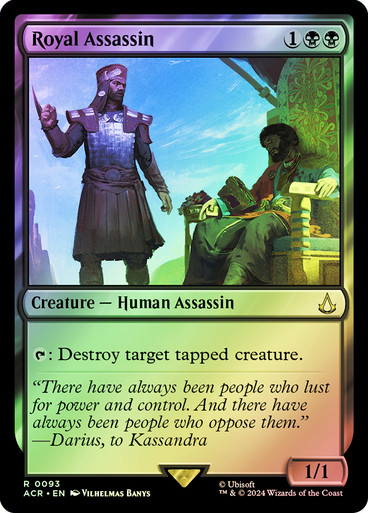 Royal Assassin 1
Creature — Human Assassin
: Destroy target tapped creature.
“There have always been people who lust
for power and control. And there have
always been people who oppose them.”
—Darius, to Kassandra
1/1
R 0093 © Ubisoft
ACR • EN VILHELMAS BANYS ™ & © 2024 Wizards of the Coast